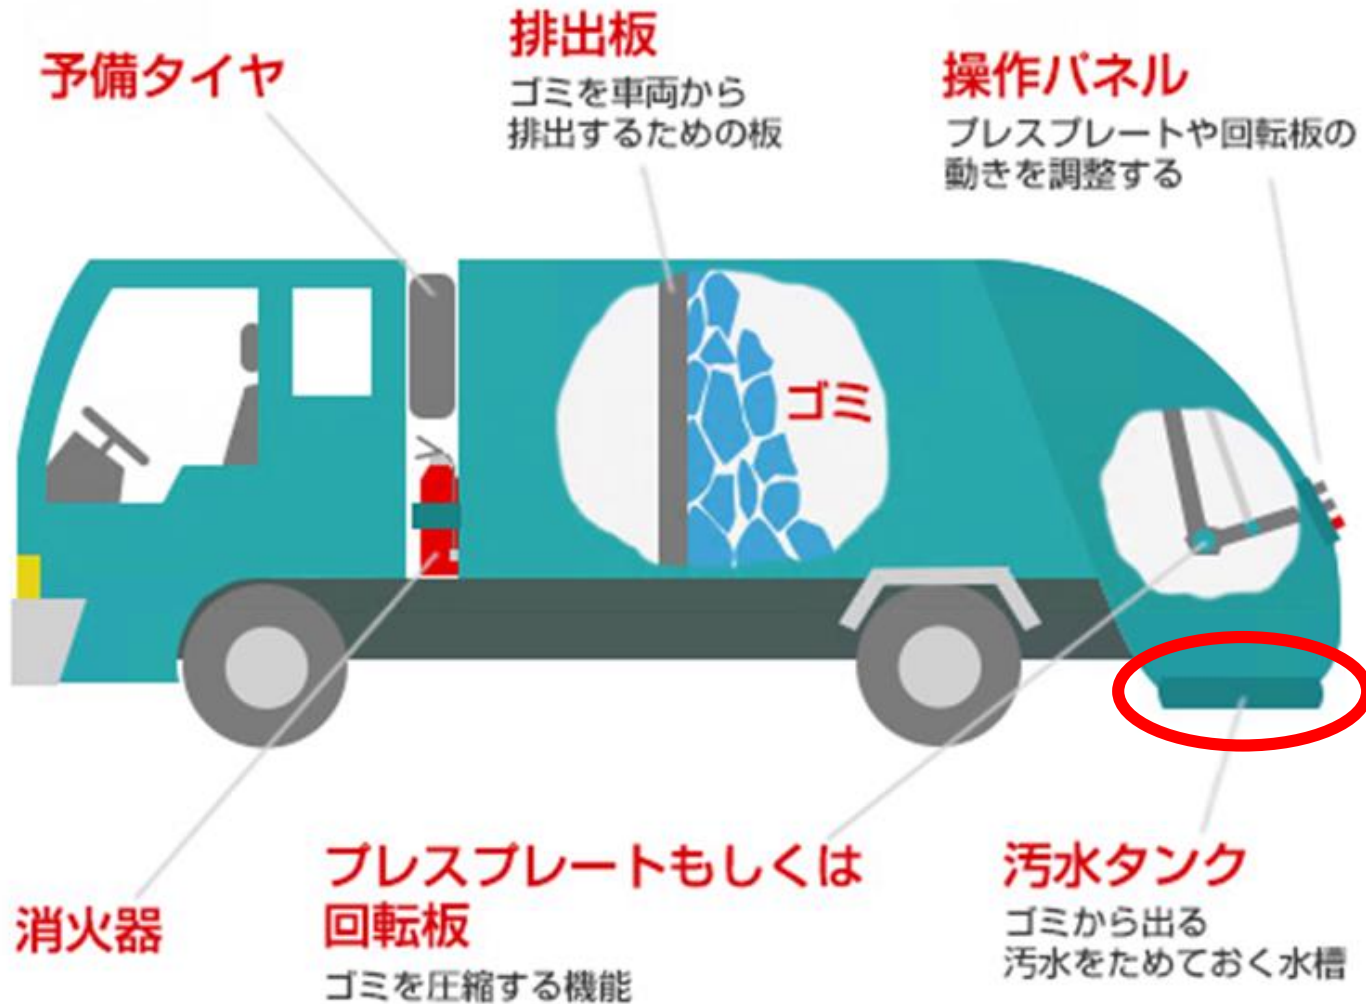 予備タイヤ
排出板
ゴミを車両から
排出するための板
操作パネル
プレスプレートや回転板の
動きを調整する
ゴミ
消火器
プレスプレートもしくは
回転板
ゴミを圧縮する機能
汚水タンク
ゴミから出る
汚水をためておく水槽